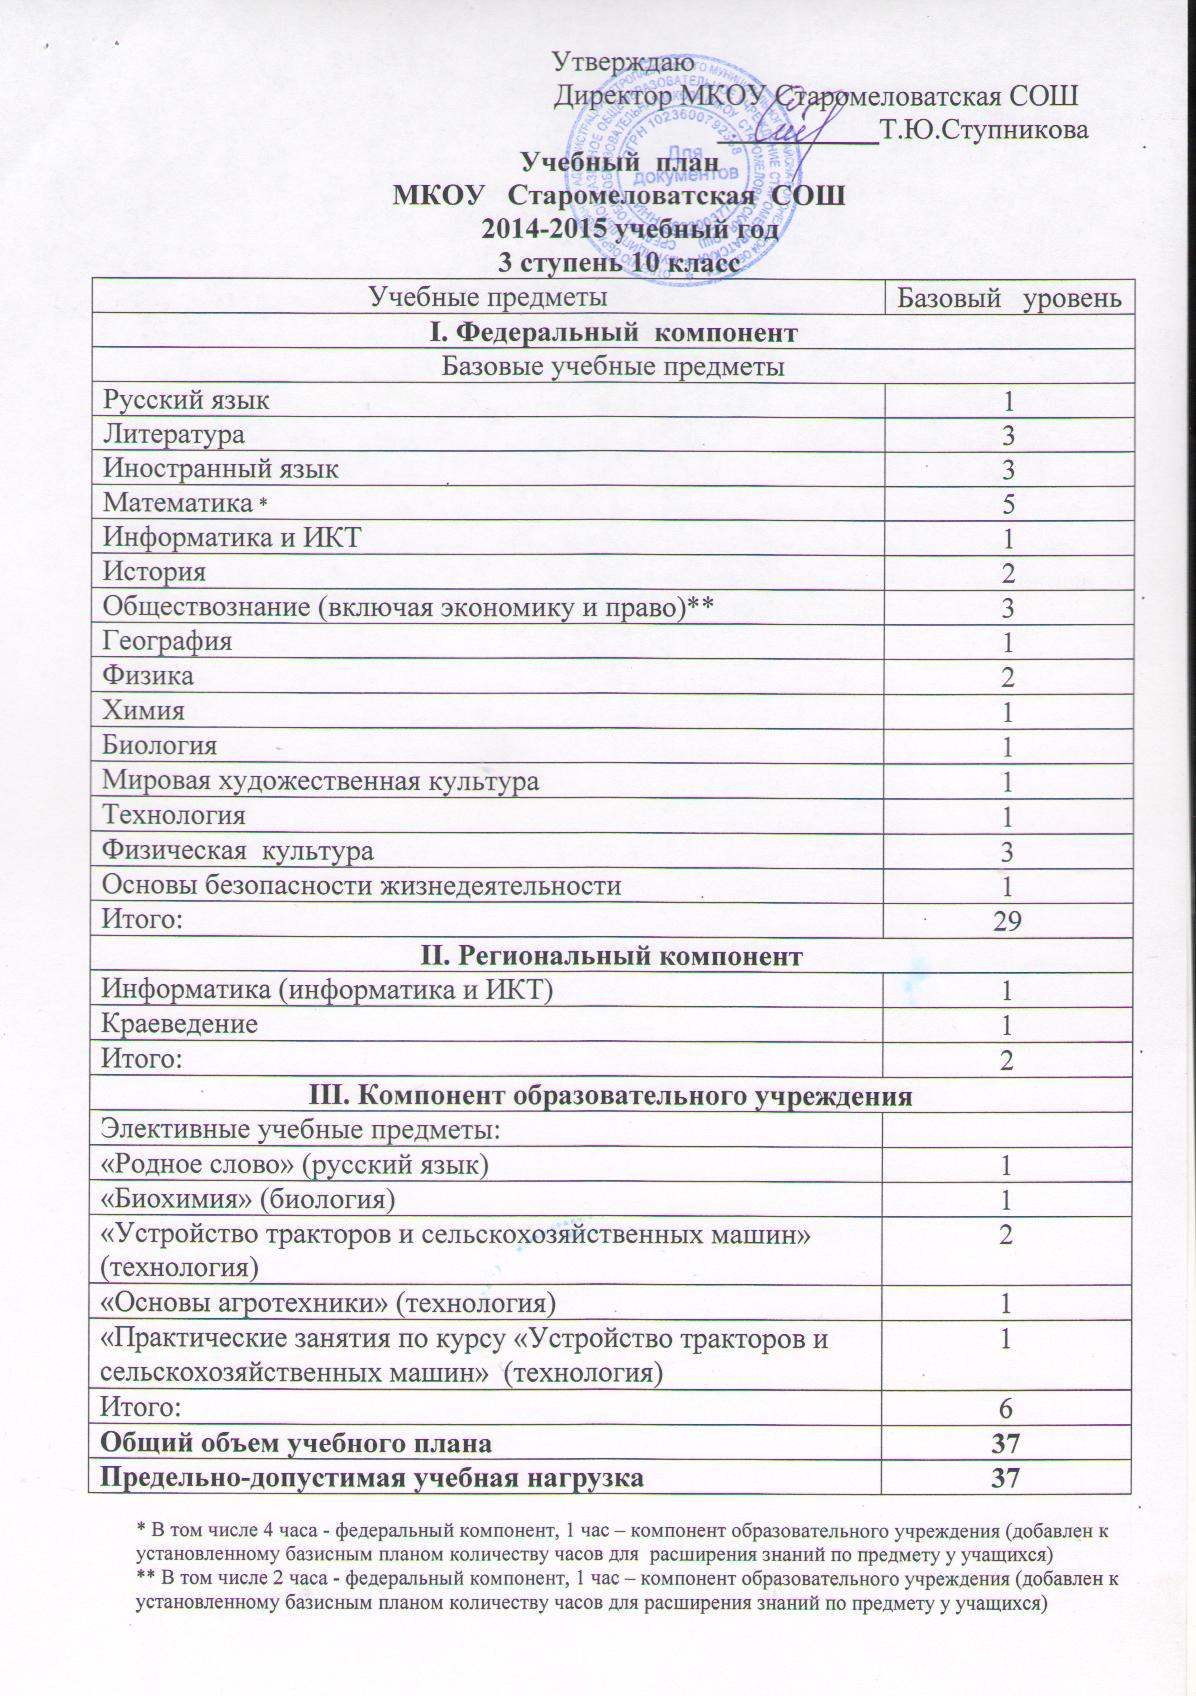 Утверждаю
Директор МКОУ Старомеловатская СОШ
Т.Ю.Ступникова
Для
документов
Учебный план
МКОУ Старомеловатская СОШ
2014-2015 учебный год
3 ступень 10 класс
Учебные предметы Базовый уровень
I. Федеральный компонент
Базовые учебные предметы
Русский язык 1
Литература 3
Иностранный язык 3
Математика * 5
Информатика и ИКТ 1
История 2
Обществознание (включая экономику и право)** 3
География 1
Физика 2
Химия 1
Биология 1
Мировая художественная культура 1
Технология 1
Физическая культура 3
Основы безопасности жизнедеятельности 1
Итого: 29
II. Региональный компонент
Информатика (информатика и ИКТ) 1
Краеведение 1
Итого: 2
III. Компонент образовательного учреждения
Элективные учебные предметы:
«Родное слово» (русский язык) 1
«Биохимия» (биология) 1
«Устройство тракторов и сельскохозяйственных машин» 2
(технология)
«Основы агротехники» (технология) 1
«Практические занятия по курсу «Устройство тракторов и 1
сельскохозяйственных машин» (технология)
Итого: 6
Общий объем учебного плана 37
Предельно-допустимая учебная нагрузка 37
* В том числе 4 часа - федеральный компонент, 1 час – компонент образовательного учреждения (добавлен к
установленному базисным планом количеству часов для расширения знаний по предмету у учащихся)
** В том числе 2 часа - федеральный компонент, 1 час – компонент образовательного учреждения (добавлен к
установленному базисным планом количеству часов для расширения знаний по предмету у учащихся)